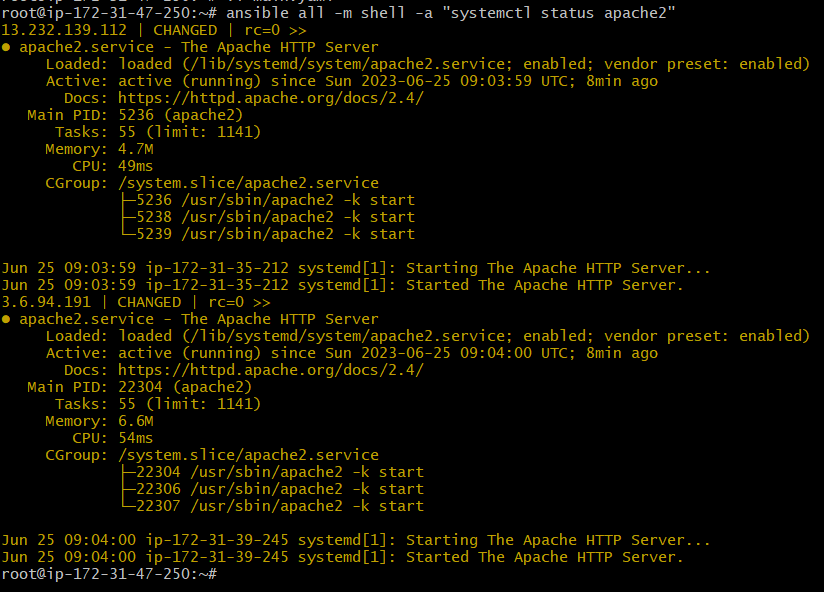 root@ip-172-31-47-250:~# ansible all -m shell -a "systemctl status apache2"
13.232.139.112 | CHANGED | rc=0 >>
● apache2.service - The Apache HTTP Server
     Loaded: loaded (/lib/systemd/system/apache2.service; enabled; vendor preset: enabled)
     Active: active (running) since Sun 2023-06-25 09:03:59 UTC; 8min ago
       Docs: https://httpd.apache.org/docs/2.4/
   Main PID: 5236 (apache2)
      Tasks: 55 (limit: 1141)
     Memory: 4.7M
        CPU: 49ms
     CGroup: /system.slice/apache2.service
             ├─5236 /usr/sbin/apache2 -k start
             ├─5238 /usr/sbin/apache2 -k start
             └─5239 /usr/sbin/apache2 -k start
Jun 25 09:03:59 ip-172-31-35-212 systemd[1]: Starting The Apache HTTP Server...
Jun 25 09:03:59 ip-172-31-35-212 systemd[1]: Started The Apache HTTP Server.
3.6.94.191 | CHANGED | rc=0 >>
● apache2.service - The Apache HTTP Server
     Loaded: loaded (/lib/systemd/system/apache2.service; enabled; vendor preset: enabled)
     Active: active (running) since Sun 2023-06-25 09:04:00 UTC; 8min ago
       Docs: https://httpd.apache.org/docs/2.4/
   Main PID: 22304 (apache2)
      Tasks: 55 (limit: 1141)
     Memory: 6.6M
        CPU: 54ms
     CGroup: /system.slice/apache2.service
             ├─22304 /usr/sbin/apache2 -k start
             ├─22306 /usr/sbin/apache2 -k start
             └─22307 /usr/sbin/apache2 -k start
Jun 25 09:04:00 ip-172-31-39-245 systemd[1]: Starting The Apache HTTP Server...
Jun 25 09:04:00 ip-172-31-39-245 systemd[1]: Started The Apache HTTP Server.
root@ip-172-31-47-250:~#